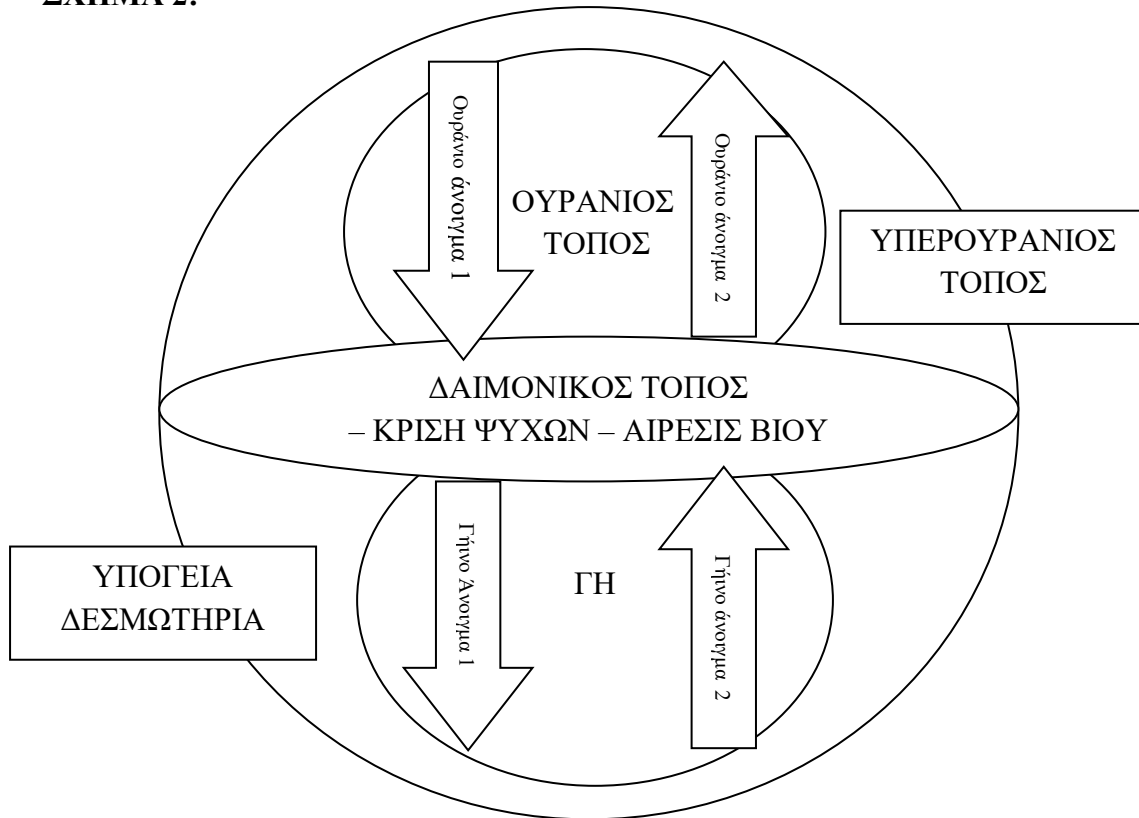 ΣΧΗΜΑ 2:
Ουράνιο άνοιγμα 1
Ουράνιο άνοιγμα 2
ΟΥΡΑΝΙΟΣ
ΤΟΠΟΣ
ΥΠΕΡΟΥΡΑΝΙΟΣ
ΤΟΠΟΣ
ΔΑΙΜΟΝΙΚΟΣ ΤΟΠΟΣ
– ΚΡΙΣΗ ΨΥΧΩΝ – ΑΙΡΕΣΙΣ ΒΙΟΥ
Γήινο Άνοιγμα 1
Γήινο άνοιγμα 2
ΥΠΟΓΕΙΑ
ΔΕΣΜΩΤΗΡΙΑ
ΓΗ